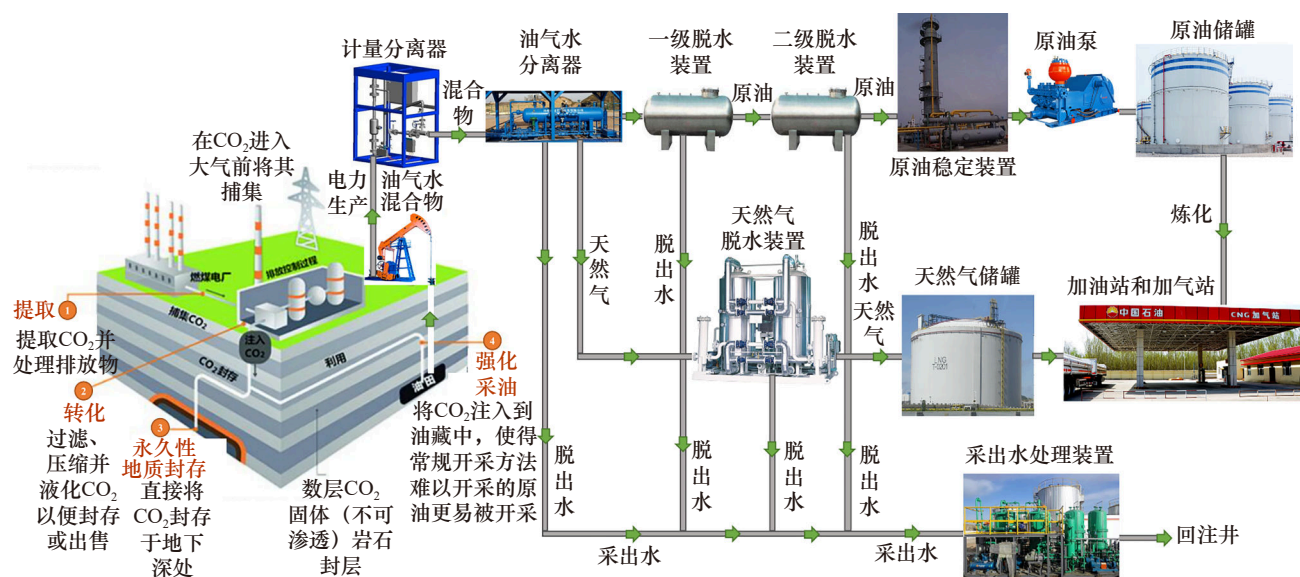 计量分离器
油气水
分离器
一级脱水
装置
二级脱水
装置
原油泵
原油储罐
混合
物
原油
原油
原油稳定装置
在CO₂进入
大气前将其
捕集
电力
生产
油气水
混合物
燃煤电厂
排放控制过程
捕集CO₂
注入
CO₂
CO₂封存
利用
油田
提取 1
提取CO₂并
处理排放物
2
转化
过滤、
压缩并
液化CO₂
以便封存
或出售
3
永久性
地质封存
直接将
CO₂封存
于地下
深处
数层CO₂
固体（不可
渗透）岩石
封层
4 强化
采油
将CO₂注入到
油藏中，使得
常规开采方法
难以开采的原
油更易被开采
天然气
脱出水
天然气
脱水装置
脱出水
天然
气
天然气储罐
LNG
T-0201
炼化
加油站和加气站
中国石油 CNG 加气站
脱出水
脱出水
脱出水
脱出水
采出水
采出水
采出水处理装置
回注井